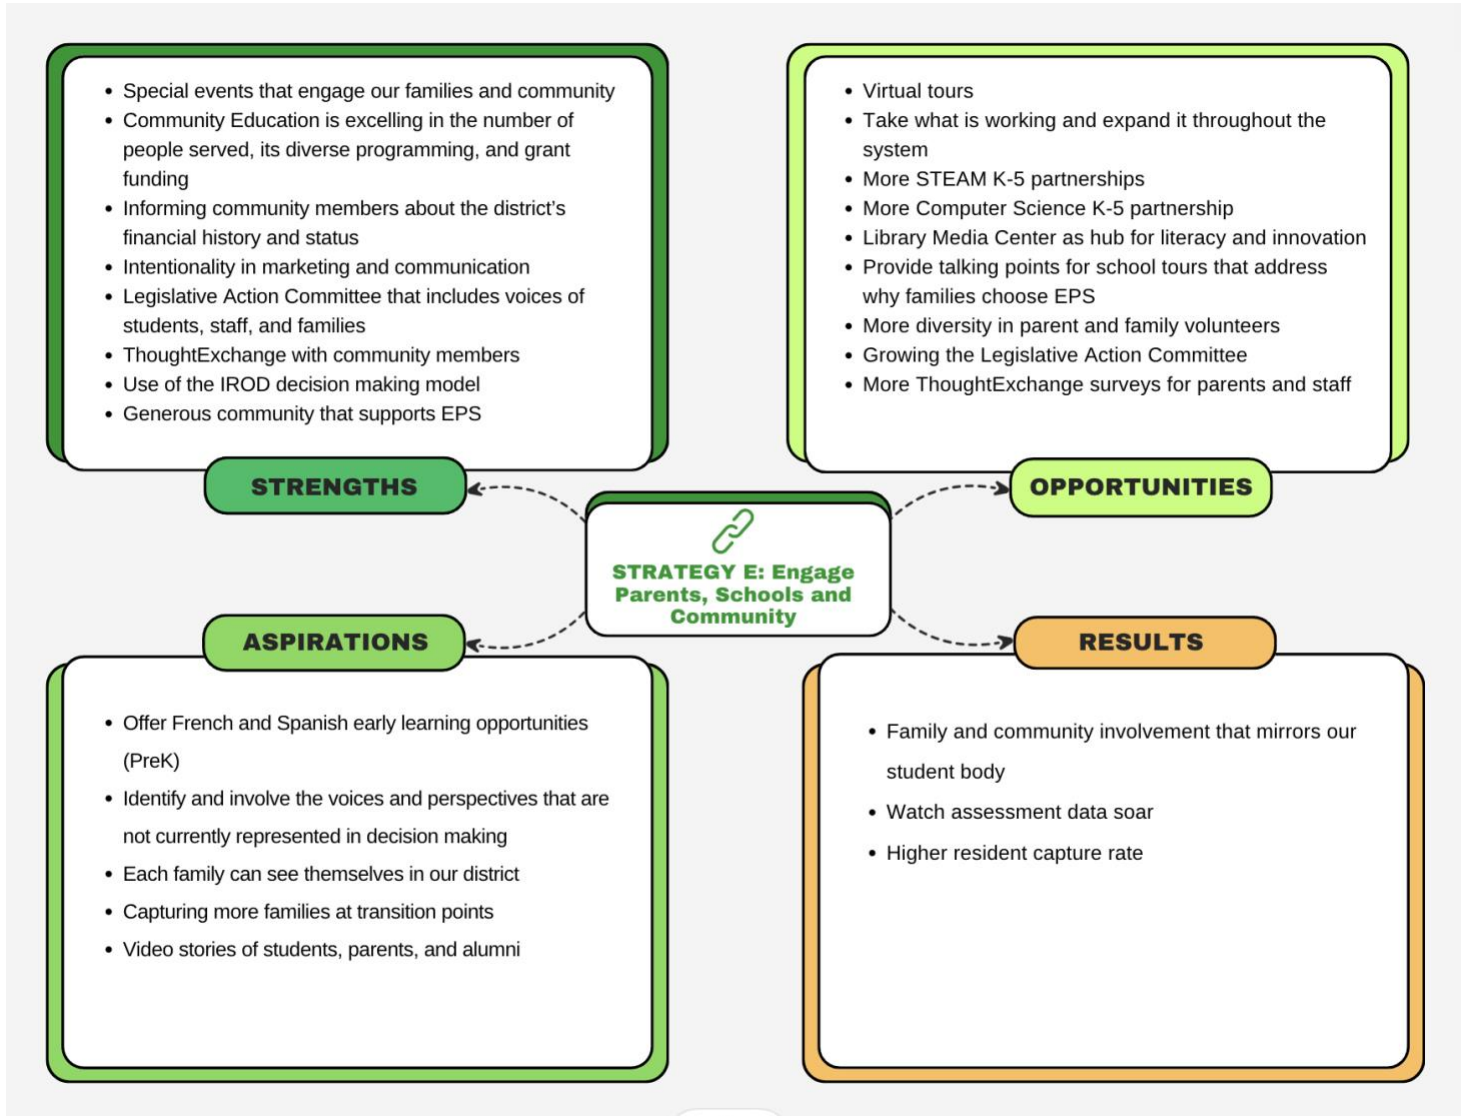 • Special events that engage our families and community
• Community Education is excelling in the number of
people served, its diverse programming, and grant
funding
• Informing community members about the district's
financial history and status
• Intentionality in marketing and communication
• Legislative Action Committee that includes voices of
students, staff, and families
• ThoughtExchange with community members
• Use of the IROD decision making model
• Generous community that supports EPS
STRENGTHS
• Virtual tours
• Take what is working and expand it throughout the
system
• More STEAM K-5 partnerships
• More Computer Science K-5 partnership
• Library Media Center as hub for literacy and innovation
• Provide talking points for school tours that address
why families choose EPS
• More diversity in parent and family volunteers
• Growing the Legislative Action Committee
• More ThoughtExchange surveys for parents and staff
OPPORTUNITIES
STRATEGY E: Engage
Parents, Schools and
Community
ASPIRATIONS
• Offer French and Spanish early learning opportunities
(PreK)
• Identify and involve the voices and perspectives that are
not currently represented in decision making
• Each family can see themselves in our district
• Capturing more families at transition points
• Video stories of students, parents, and alumni
RESULTS
• Family and community involvement that mirrors our
student body
• Watch assessment data soar
• Higher resident capture rate